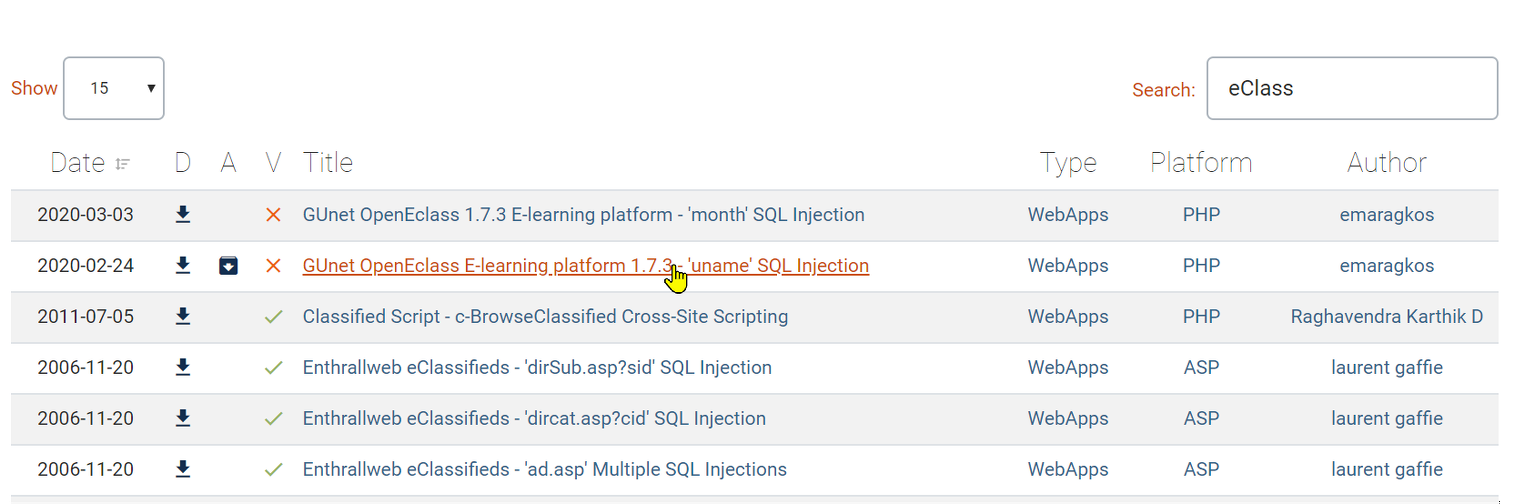 Show 15 Search: eClass
Date D A V Title Type Platform Author
2020-03-03 GUnet OpenEclass 1.7.3 E-learning platform - 'month' SQL Injection WebApps PHP emaragkos
2020-02-24 GUnet OpenEclass E-learning platform 1.7.3 - 'uname' SQL Injection WebApps PHP emaragkos
2011-07-05 Classified Script - c-BrowseClassified Cross-Site Scripting WebApps PHP Raghavendra Karthik D
2006-11-20 Enthrallweb eClassifieds - 'dirSub.asp?sid' SQL Injection WebApps ASP laurent gaffie
2006-11-20 Enthrallweb eClassifieds - 'dircat.asp?cid' SQL Injection WebApps ASP laurent gaffie
2006-11-20 Enthrallweb eClassifieds - 'ad.asp' Multiple SQL Injections WebApps ASP laurent gaffie